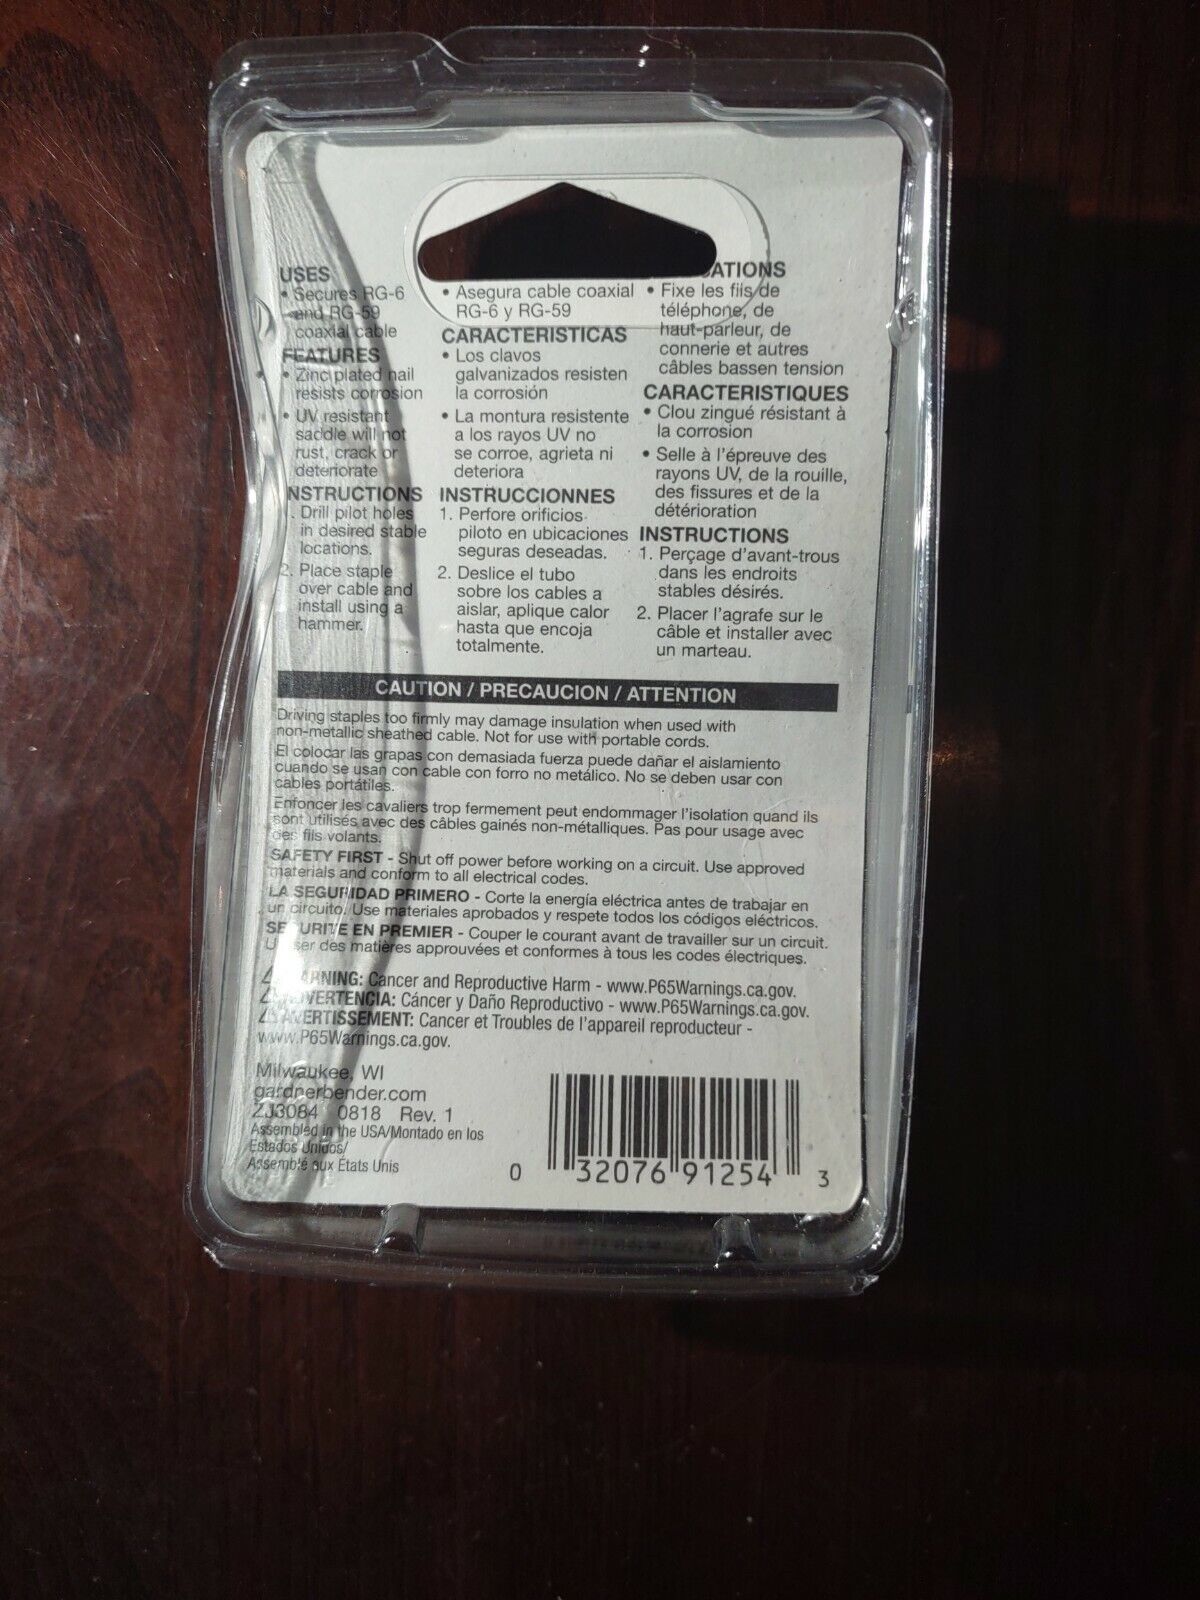 USES
• Secures RG-6
and RG-59
coaxial cable
FEATURES
• Zinc plated nail
resists corrosion
• UV resistant
saddle will not
rust, crack or
deteriorate
NSTRUCTIONS
1. Drill pilot holes
in desired stable
locations.
2. Place staple
over cable and
install using a
hammer.
• Asegura cable coaxial
RG-6 y RG-59
CARACTERISTICAS
• Los clavos
galvanizados resisten
la corrosión
• La montura resistente
a los rayos UV no
se corroe, agrieta ni
deteriora
INSTRUCCIONNES
1. Perfore orificios
piloto en ubicaciones
seguras deseadas.
2. Deslice el tubo
sobre los cables a
aislar, aplique calor
hasta que encoja
totalmente.
ATIONS
• Fixe les fils de
téléphone, de
haut-parleur, de
connerie et autres
câbles bassen tension
CARACTERISTIQUES
• Clou zingué résistant à
la corrosion
• Selle à l'épreuve des
rayons UV, de la rouille,
des fissures et de la
détérioration
INSTRUCTIONS
1. Perçage d'avant-trous
dans les endroits
stables désirés.
2. Placer l'agrafe sur le
câble et installer avec
un marteau.
CAUTION / PRECAUCION / ATTENTION
Driving staples too firmly may damage insulation when used with
non-metallic sheathed cable. Not for use with portable cords.
El colocar las grapas con demasiada fuerza puede dañar el aislamiento
cuando se usan con cable con forro no metálico. No se deben usar con
cables portátiles.
Enfoncer les cavaliers trop fermement peut endommager l'isolation quand ils
sont utilisés avec des câbles gainés non-métalliques. Pas pour usage avec
des fils volants.
SAFETY FIRST - Shut off power before working on a circuit. Use approved
materials and conform to all electrical codes.
LA SEGURIDAD PRIMERO - Corte la energía eléctrica antes de trabajar en
un circuito. Use materiales aprobados y respete todos los códigos eléctricos.
SECURITE EN PREMIER - Couper le courant avant de travailler sur un circuit.
Utiliser des matières approuvées et conformes à tous les codes électriques.
WARNING: Cancer and Reproductive Harm - www.P65Warnings.ca.gov.
ADVERTENCIA: Cáncer y Daño Reproductivo - www.P65Warnings.ca.gov.
AVERTISSEMENT: Cancer et Troubles de l'appareil reproducteur -
www.P65Warnings.ca.gov.
Milwaukee, WI
gardnerbender.com
ZJ3084 0818 Rev. 1
Assembled in the USA/Montado en los
Estados Unidos/
Assemblé aux États Unis
0 32076 91254 3